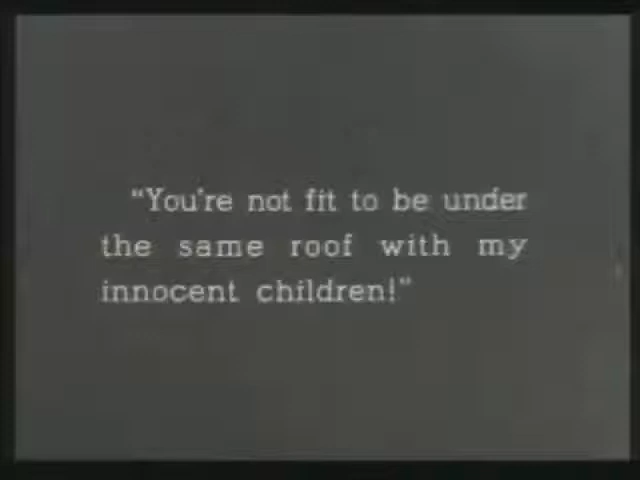 “You're not fit to be under
the same roof with my
innocent children!”